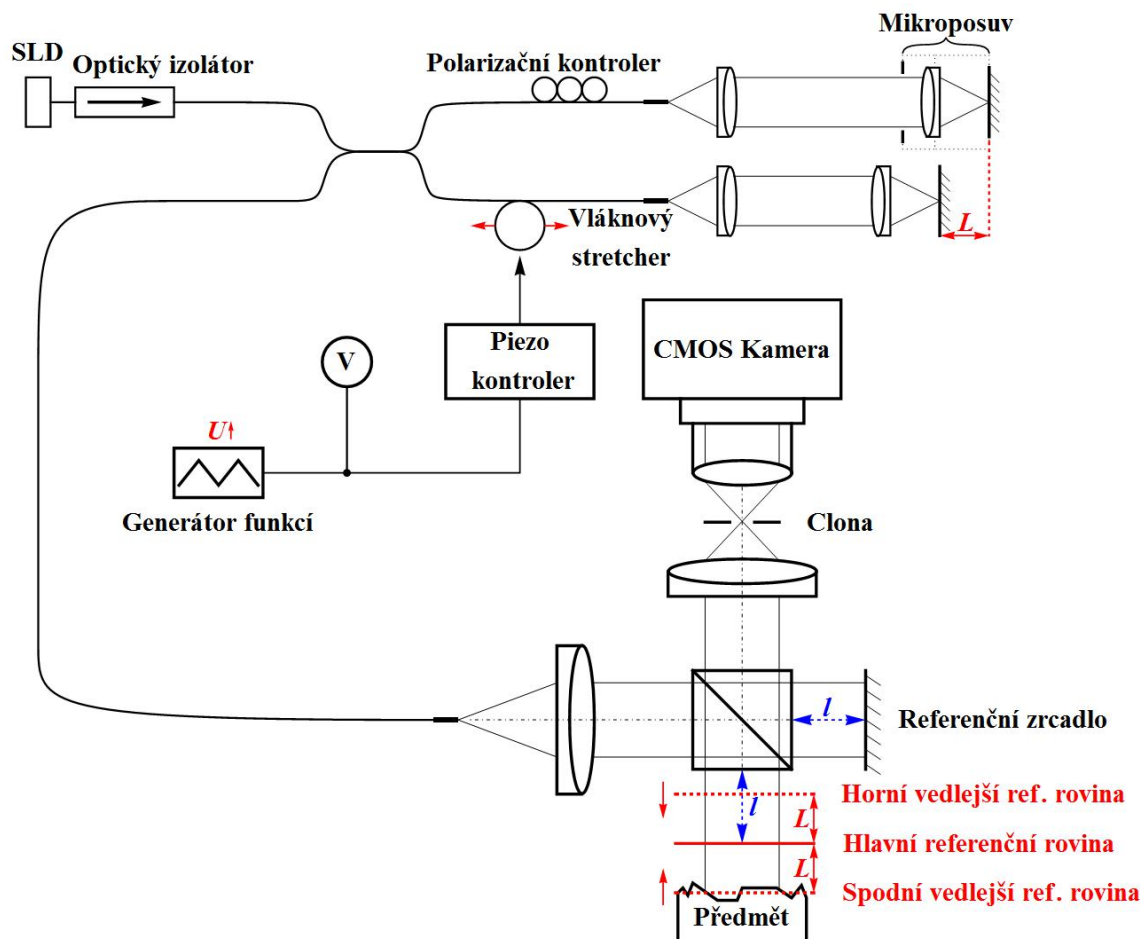 SLD
Optický izolátor
Polarizační kontroler
Mikroposuv
Vláknový
stretcher
L
Piezo
kontroler
V
U
Generátor funkcí
CMOS Kamera
Clona
l
Referenční zrcadlo
l
Horní vedlejší ref. rovina
L
Hlavní referenční rovina
L
Spodní vedlejší ref. rovina
Předmět